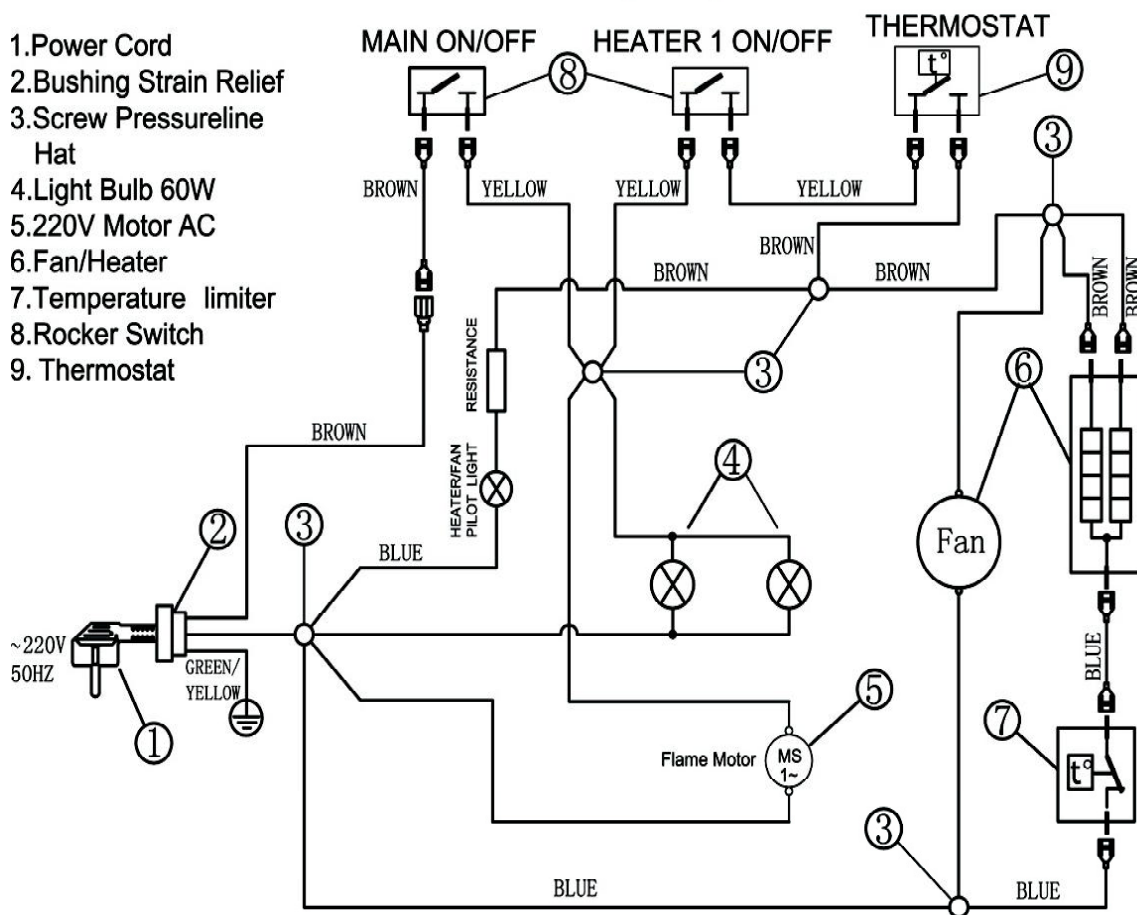 1.Power Cord
2.Bushing Strain Relief
3.Screw Pressureline
Hat
4.Light Bulb 60W
5.220V Motor AC
6.Fan/Heater
7.Temperature limiter
8.Rocker Switch
9. Thermostat
MAIN ON/OFF
HEATER 1 ON/OFF
THERMOSTAT
t°
8
9
3
BROWN
YELLOW
YELLOW
YELLOW
BROWN
BROWN
BROWN
BROWN
BROWN
RESISTANCE
3
6
BROWN
HEATER/FAN
PILOT LIGHT
4
2
3
BLUE
Fan
~220V
50HZ
GREEN/
YELLOW
BLUE
1
5
7
Flame Motor
MS
1~
t°
3
BLUE
BLUE